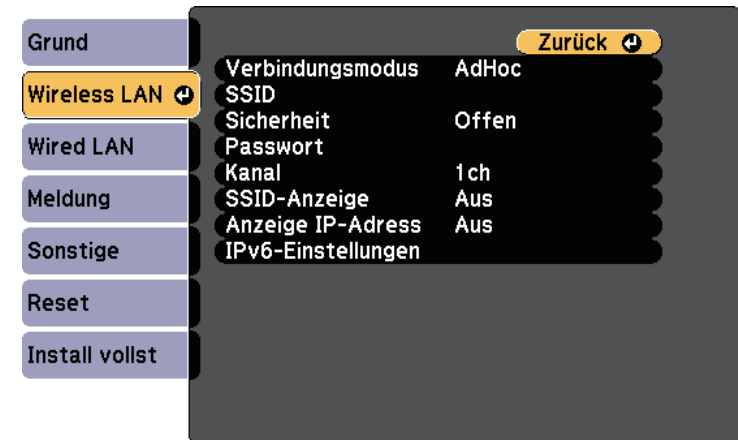 Grund
Wireless LAN
Wired LAN
Meldung
Sonstige
Reset
Install vollst
Zurück
Verbindungsmodus AdHoc
SSID
Sicherheit Offen
Passwort
Kanal 1ch
SSID-Anzeige Aus
Anzeige IP-Adress Aus
IPv6-Einstellungen